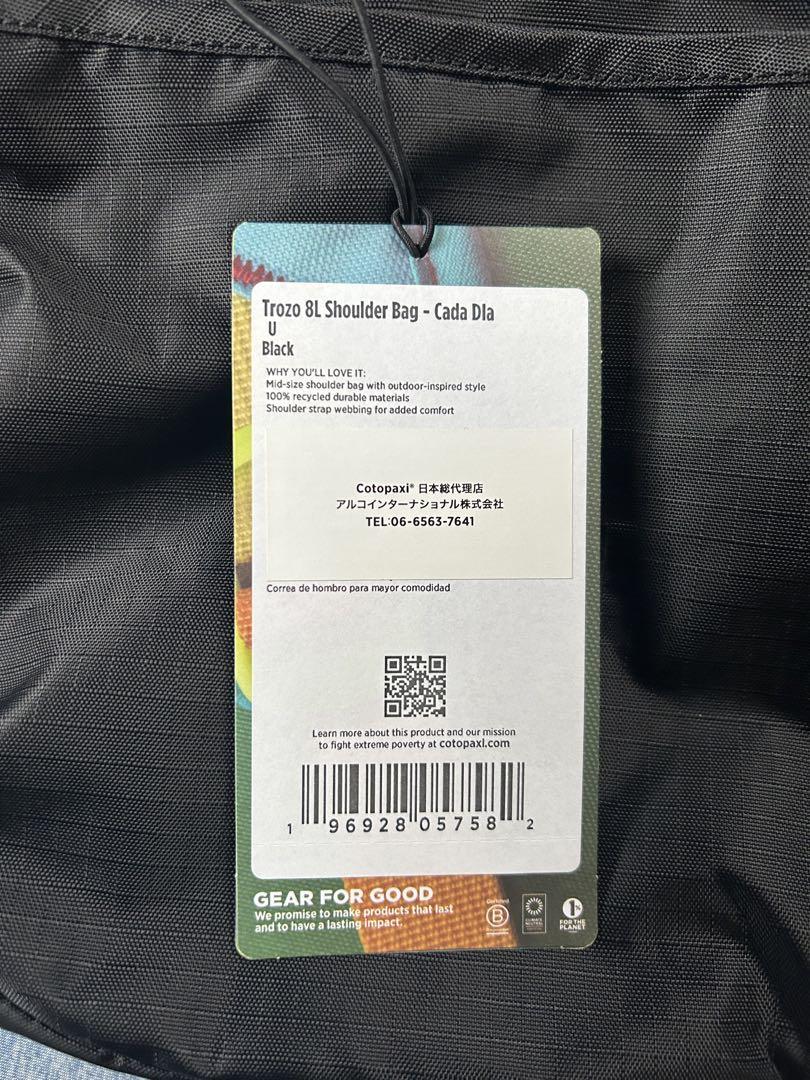 Trozo 8L Shoulder Bag - Cada DIa
U
Black
WHY YOU'LL LOVE IT:
Mid-size shoulder bag with outdoor-inspired style
100% recycled durable materials
Shoulder strap webbing for added comfort
Cotopaxi® 日本総代理店
アルコインターナショナル株式会社
TEL:06-6563-7641
Correa de hombro para mayor comodidad
Learn more about this product and our mission
to fight extreme poverty at cotopaxi.com
1 96928 05758 2
GEAR FOR GOOD
We promise to make products that last
and to have a lasting impact.
Certified
B
CLIMATE
NEUTRAL
1%
FOR THE
PLANET